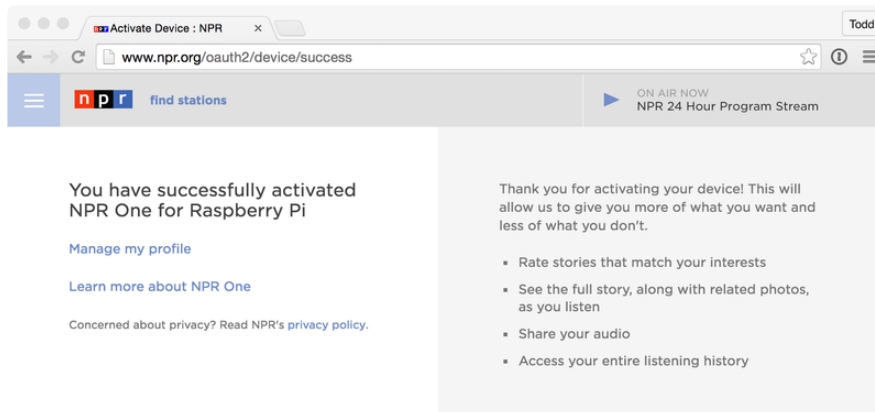 npr Activate Device : NPR
Todd
www.npr.org/oauth2/device/success
npr find stations
ON AIR NOW
NPR 24 Hour Program Stream
You have successfully activated
NPR One for Raspberry Pi
Manage my profile
Learn more about NPR One
Concerned about privacy? Read NPR's privacy policy.
Thank you for activating your device! This will
allow us to give you more of what you want and
less of what you don't.
▪ Rate stories that match your interests
▪ See the full story, along with related photos,
as you listen
▪ Share your audio
▪ Access your entire listening history